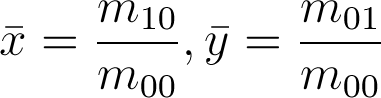 x̄ = m₁₀/m₀₀, ȳ = m₀₁/m₀₀